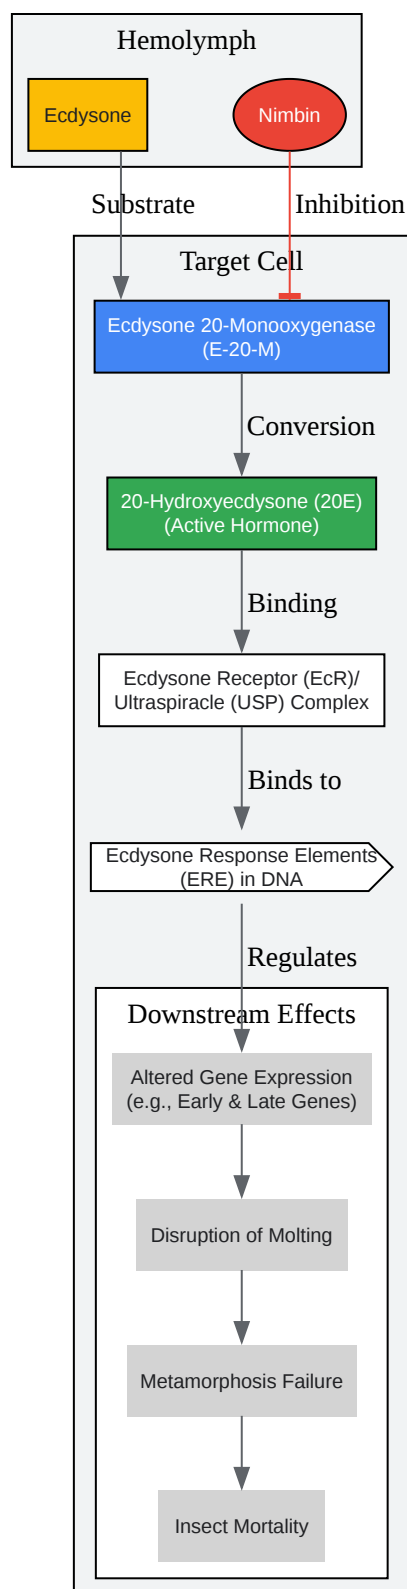 Hemolymph
Ecdysone
Nimbin
Substrate
Inhibition
Target Cell
Ecdysone 20-Monooxygenase
(E-20-M)
Conversion
20-Hydroxyecdysone (20E)
(Active Hormone)
Binding
Ecdysone Receptor (EcR)/
Ultraspiracle (USP) Complex
Binds to
Ecdysone Response Elements
(ERE) in DNA
Regulates
Downstream Effects
Altered Gene Expression
(e.g., Early & Late Genes)
Disruption of Molting
Metamorphosis Failure
Insect Mortality